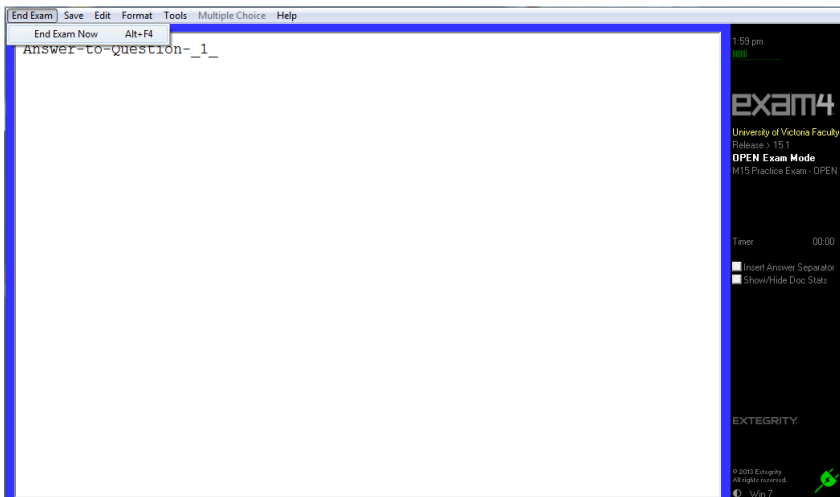 End Exam Save Edit Format Tools Multiple Choice Help
End Exam Now Alt+F4
Answer-to-Question-_1_
1:59 pm
exam4
University of Victoria Faculty
Release > 15.1
OPEN Exam Mode
M15 Practice Exam - OPEN
Timer 00:00
Insert Answer Separator
Show/Hide Doc Stats
EXTEGRITY
© 2013 Extegrity
All rights reserved.
Win 7